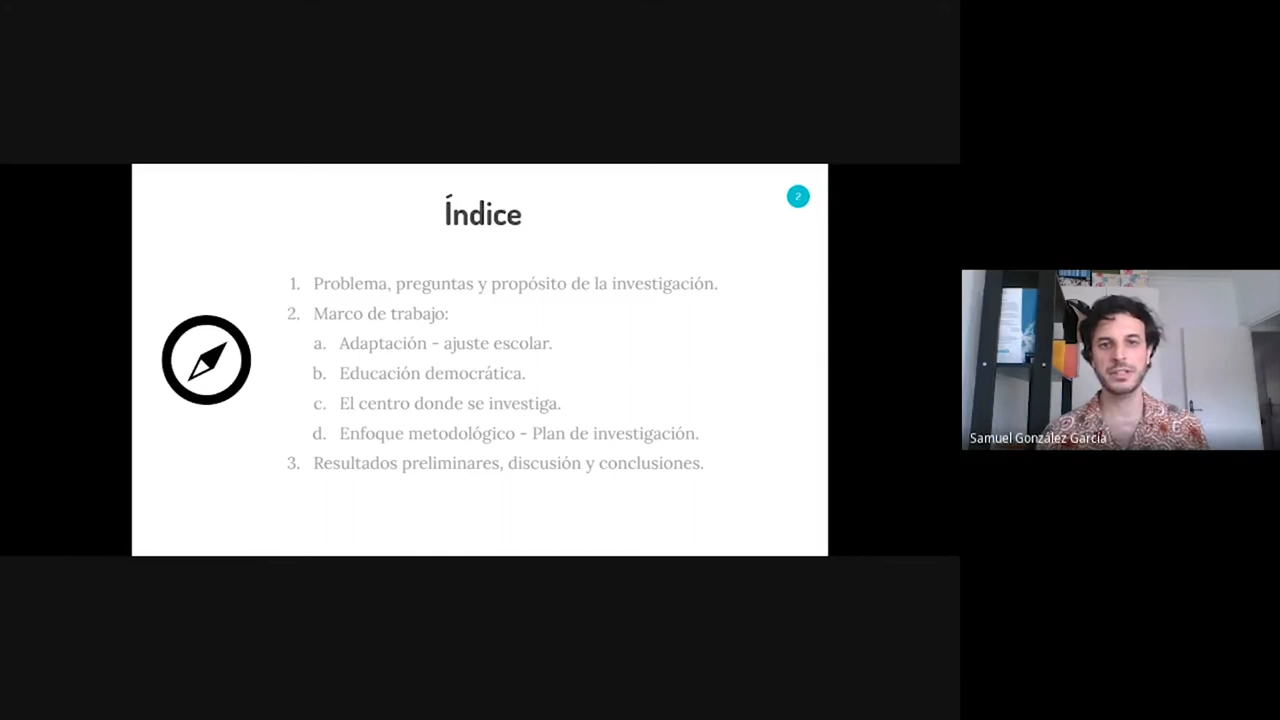 Índice
2
1. Problema, preguntas y propósito de la investigación.
2. Marco de trabajo:
a. Adaptación - ajuste escolar.
b. Educación democrática.
c. El centro donde se investiga.
d. Enfoque metodológico - Plan de investigación.
3. Resultados preliminares, discusión y conclusiones.
Samuel González García